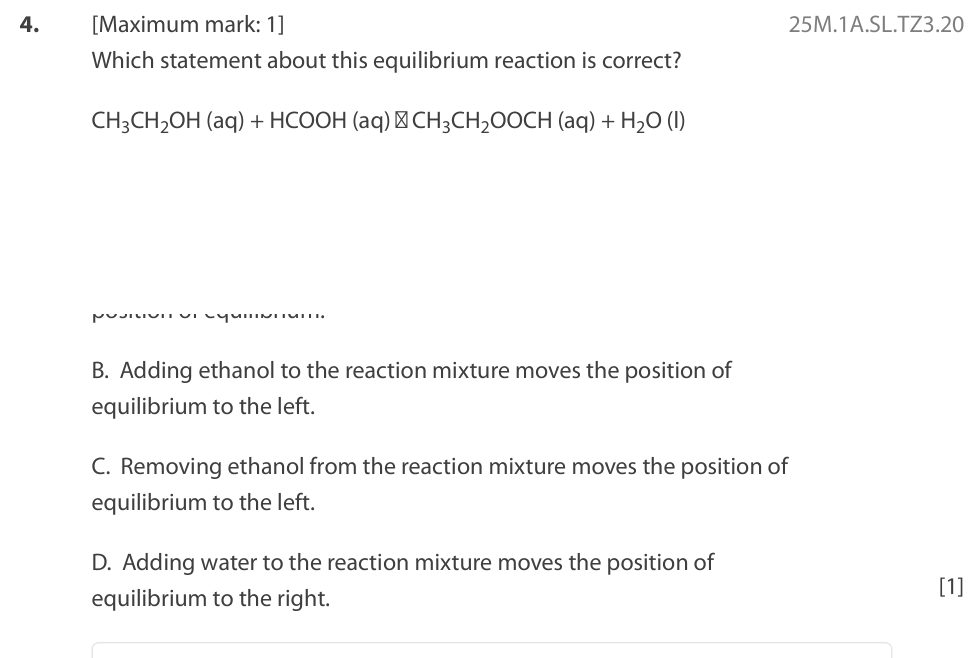 4. [Maximum mark: 1] 25M.1A.SL.TZ3.20
Which statement about this equilibrium reaction is correct?
CH₃CH₂OH (aq) + HCOOH (aq) ☒ CH₃CH₂OOCH (aq) + H₂O (l)
position of equilibrium.
B. Adding ethanol to the reaction mixture moves the position of
equilibrium to the left.
C. Removing ethanol from the reaction mixture moves the position of
equilibrium to the left.
D. Adding water to the reaction mixture moves the position of
equilibrium to the right.
[1]